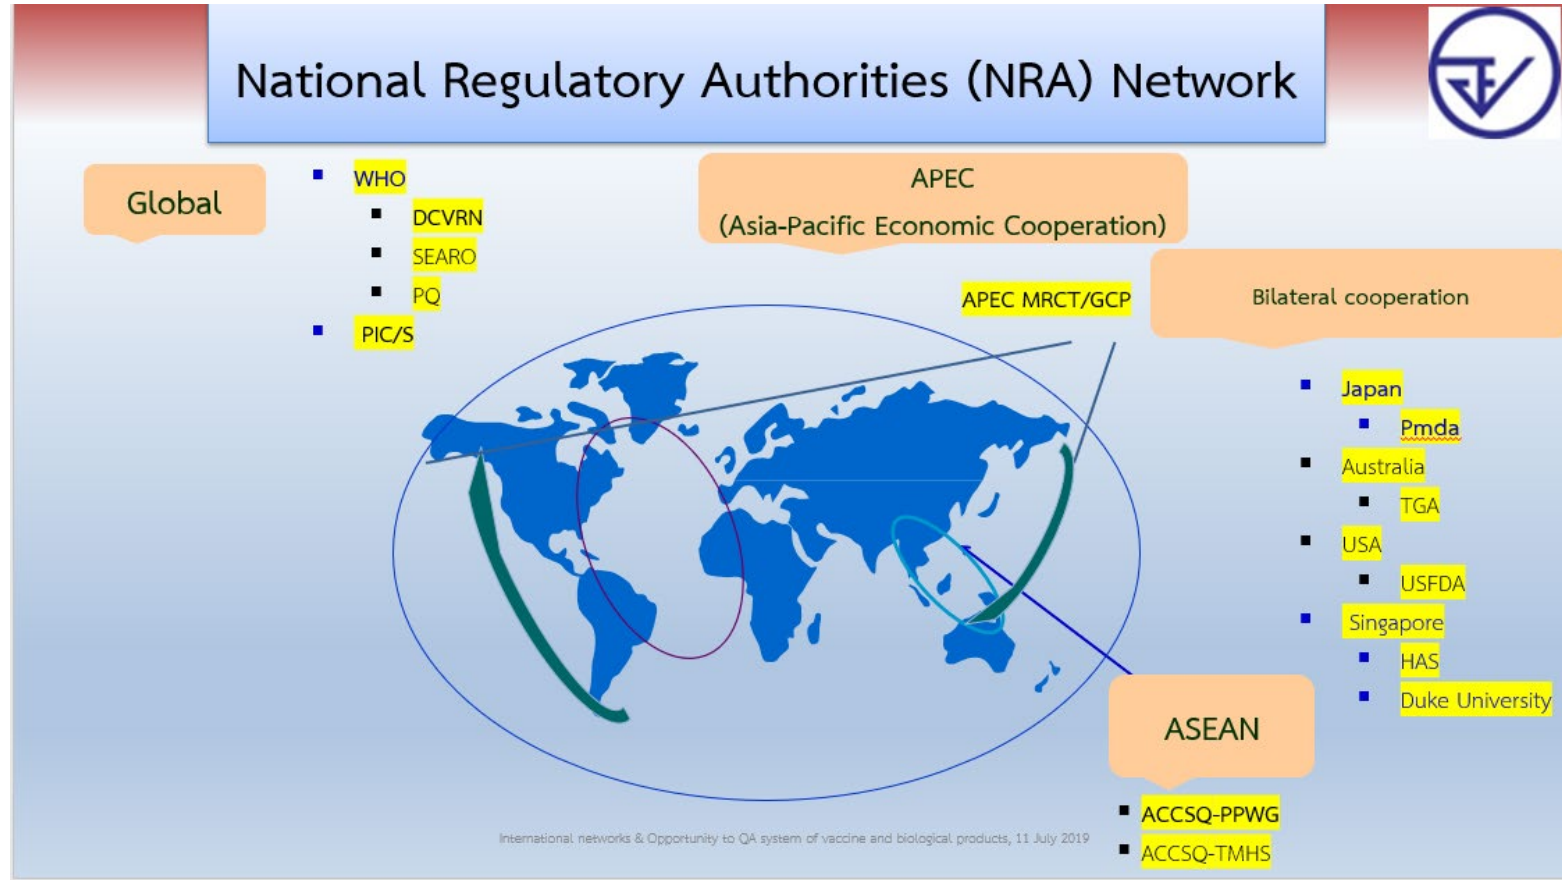 National Regulatory Authorities (NRA) Network
Global
WHO
DCVRN
SEARO
PQ
PIC/S
APEC
(Asia-Pacific Economic Cooperation)
APEC MRCT/GCP
Bilateral cooperation
Japan
Pmda
Australia
TGA
USA
USFDA
Singapore
HAS
Duke University
ASEAN
ACCSQ-PPWG
ACCSQ-TMHS
International networks & Opportunity to QA system of vaccine and biological products, 11 July 2019